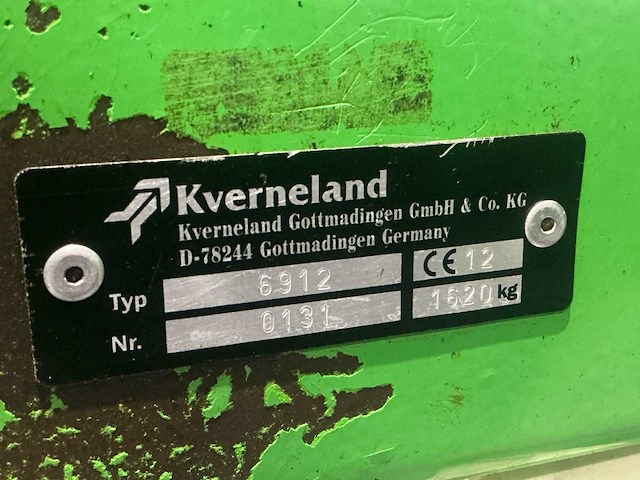 Kverneland
Kverneland Gottmadingen GmbH & Co. KG
D-78244 Gottmadingen Germany
Typ 6912 CE 12
Nr. 0131 1620 kg